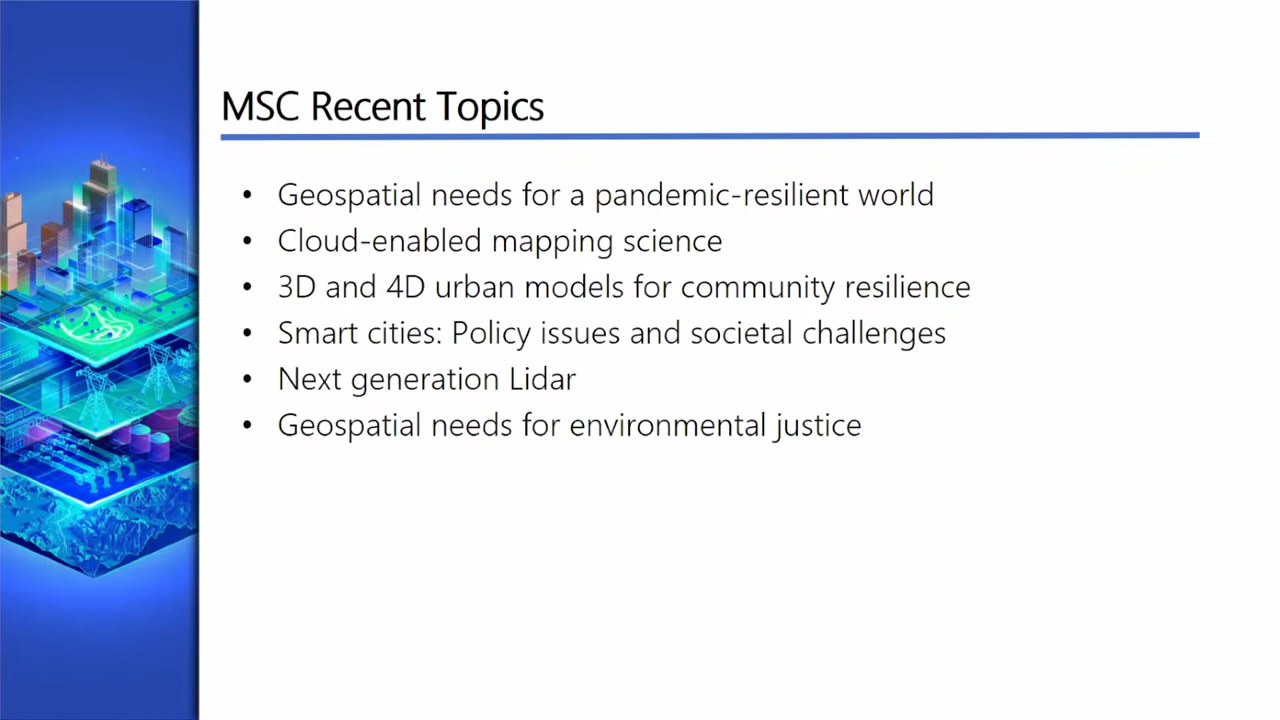 MSC Recent Topics
• Geospatial needs for a pandemic-resilient world
• Cloud-enabled mapping science
• 3D and 4D urban models for community resilience
• Smart cities: Policy issues and societal challenges
• Next generation Lidar
• Geospatial needs for environmental justice